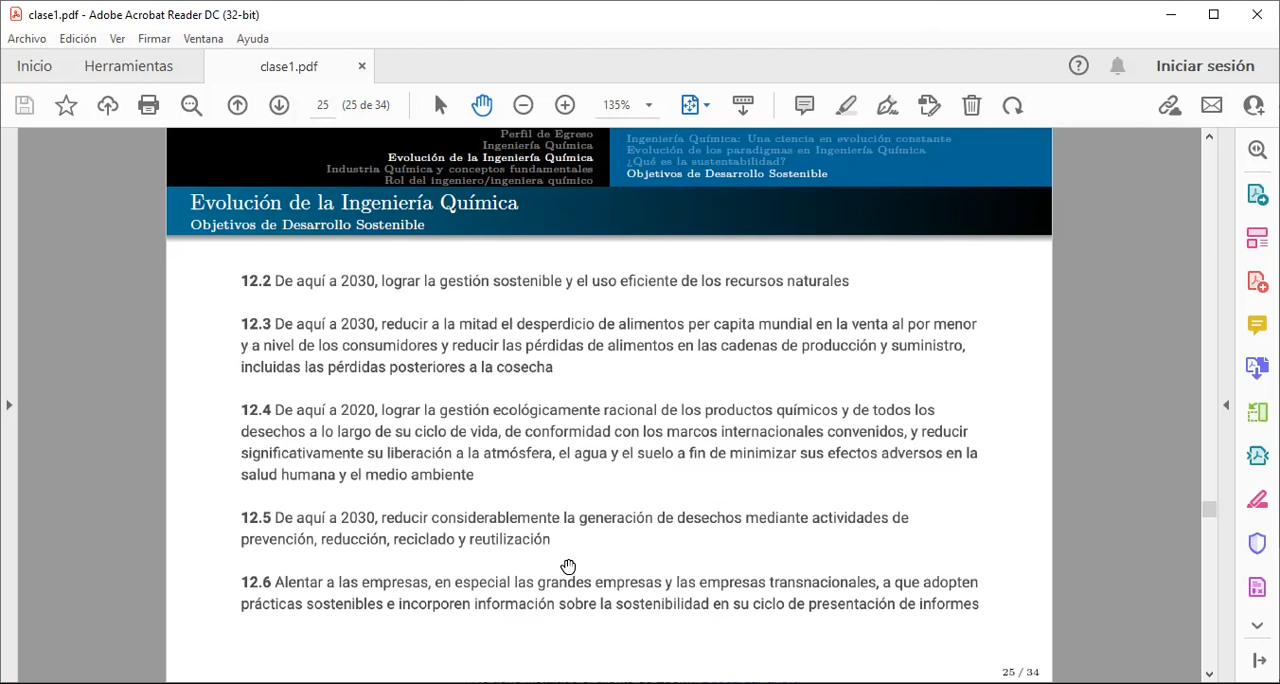 clase1.pdf - Adobe Acrobat Reader DC (32-bit)
Archivo Edición Ver Firmar Ventana Ayuda
Inicio Herramientas clase1.pdf × Iniciar sesión
25 (25 de 34) 135%
Perfil de Egreso
Ingeniería Química
Evolución de la Ingeniería Química
Industria Química y conceptos fundamentales
Rol del ingeniero/ingeniera químico
Ingeniería Química: Una ciencia en evolución constante
Evolución de los paradigmas en Ingeniería Química
¿Qué es la sustentabilidad?
Objetivos de Desarrollo Sostenible
Evolución de la Ingeniería Química
Objetivos de Desarrollo Sostenible
12.2 De aquí a 2030, lograr la gestión sostenible y el uso eficiente de los recursos naturales
12.3 De aquí a 2030, reducir a la mitad el desperdicio de alimentos per capita mundial en la venta al por menor
y a nivel de los consumidores y reducir las pérdidas de alimentos en las cadenas de producción y suministro,
incluidas las pérdidas posteriores a la cosecha
12.4 De aquí a 2020, lograr la gestión ecológicamente racional de los productos químicos y de todos los
desechos a lo largo de su ciclo de vida, de conformidad con los marcos internacionales convenidos, y reducir
significativamente su liberación a la atmósfera, el agua y el suelo a fin de minimizar sus efectos adversos en la
salud humana y el medio ambiente
12.5 De aquí a 2030, reducir considerablemente la generación de desechos mediante actividades de
prevención, reducción, reciclado y reutilización
12.6 Alentar a las empresas, en especial las grandes empresas y las empresas transnacionales, a que adopten
prácticas sostenibles e incorporen información sobre la sostenibilidad en su ciclo de presentación de informes
25 / 34